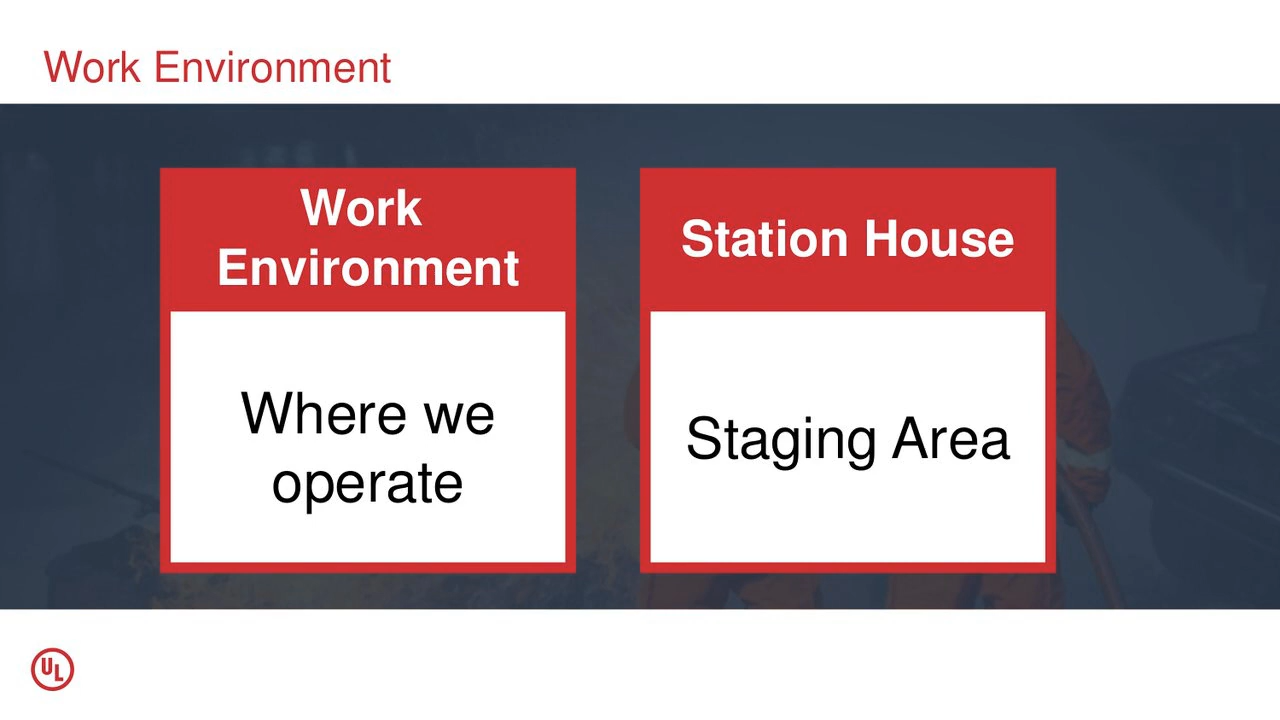 Work Environment
Work
Environment
Station House
Where we
operate
Staging Area
UL